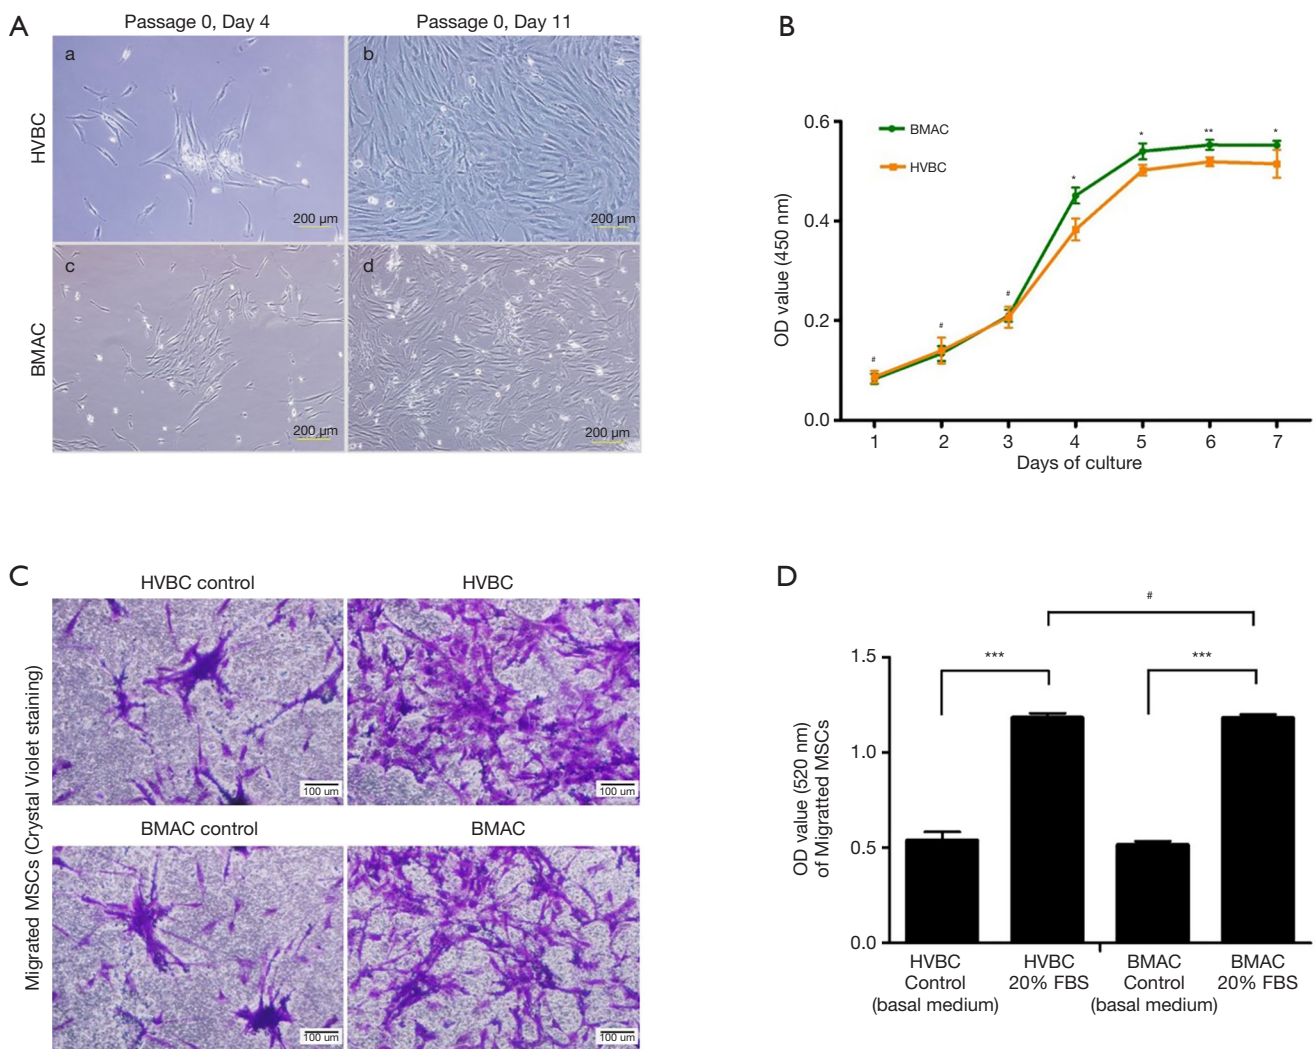 A
Passage 0, Day 4
Passage 0, Day 11
HVBC
a
200 µm
b
200 µm
BMAC
c
200 µm
d
200 µm
B
OD value (450 nm)
0.6
0.4
0.2
0.0
BMAC
HVBC
#
#
#
*
*
**
*
1 2 3 4 5 6 7
Days of culture
C
Migrated MSCs (Crystal Violet staining)
HVBC control
HVBC
100 um
100 um
BMAC control
BMAC
100 um
100 um
D
OD value (520 nm)
of Migratted MSCs
1.5
1.0
0.5
0.0
#
***
***
HVBC
Control
(basal medium)
HVBC
20% FBS
BMAC
Control
(basal medium)
BMAC
20% FBS